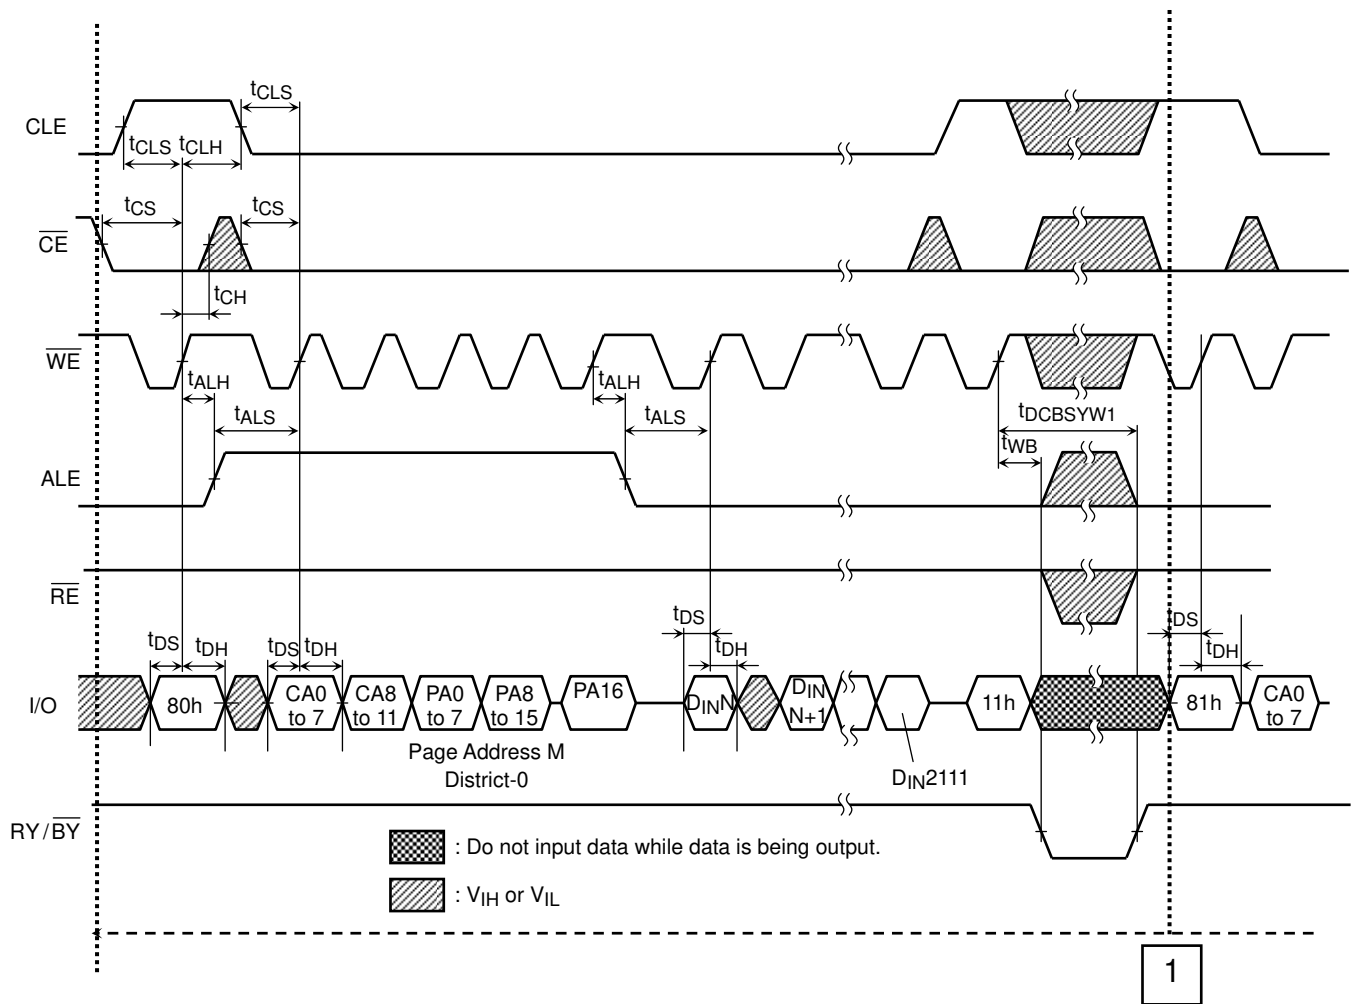 tCLS
CLE
tCLS
tCLH
tCS
tCS
CE
tCH
WE
tALH
tALH
tDCBSYW1
tALS
tALS
tWB
ALE
RE
tDS
DS
tDS
tDH
tDS
tDH
tDH
tDH
I/O
80h
CA0 to 7
CA8 to 11
PA0 to 7
PA8 to 15
PA16
DINN
DIN N+1
11h
81h
CA0 to 7
Page Address M
District-0
DIN2111
RY/BY
: Do not input data while data is being output.
: VIH or VIL
1